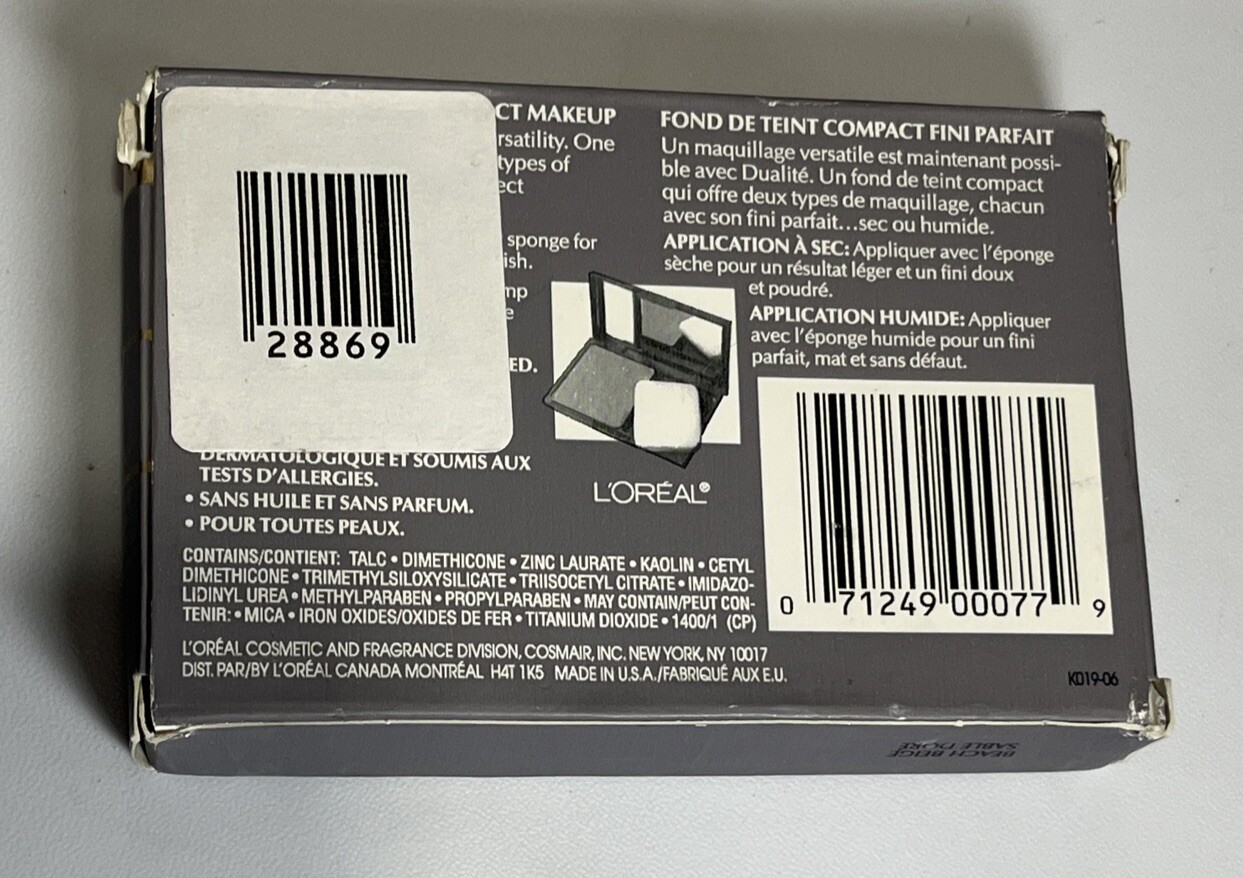 28869
CT MAKEUP
rsatility. One
types of
ect
sponge for
ish.
mp
e
ED.
DERMATOLOGIQUE ET SOUMIS AUX
TESTS D'ALLERGIES.
• SANS HUILE ET SANS PARFUM.
• POUR TOUTES PEAUX.
FOND DE TEINT COMPACT FINI PARFAIT
Un maquillage versatile est maintenant possi-
ble avec Dualité. Un fond de teint compact
qui offre deux types de maquillage, chacun
avec son fini parfait...sec ou humide.
APPLICATION À SEC: Appliquer avec l'éponge
sèche pour un résultat léger et un fini doux
et poudré.
APPLICATION HUMIDE: Appliquer
avec l'éponge humide pour un fini
parfait, mat et sans défaut.
L'ORÉAL®
0 71249 00077 9
CONTAINS/CONTIENT: TALC • DIMETHICONE • ZINC LAURATE • KAOLIN • CETYL
DIMETHICONE • TRIMETHYLSILOXYSILICATE • TRIISOCETYL CITRATE • IMIDAZO-
LIDINYL UREA • METHYLPARABEN • PROPYLPARABEN • MAY CONTAIN/PEUT CON-
TENIR: • MICA • IRON OXIDES/OXIDES DE FER • TITANIUM DIOXIDE • 1400/1 (CP)
L'ORÉAL COSMETIC AND FRAGRANCE DIVISION, COSMAIR, INC. NEW YORK, NY 10017
DIST. PAR/BY L'ORÉAL CANADA MONTRÉAL H4T 1K5 MADE IN U.S.A./FABRIQUÉ AUX E.U.
KD19-06
BEACH BEIGE
SABLE DORÉ